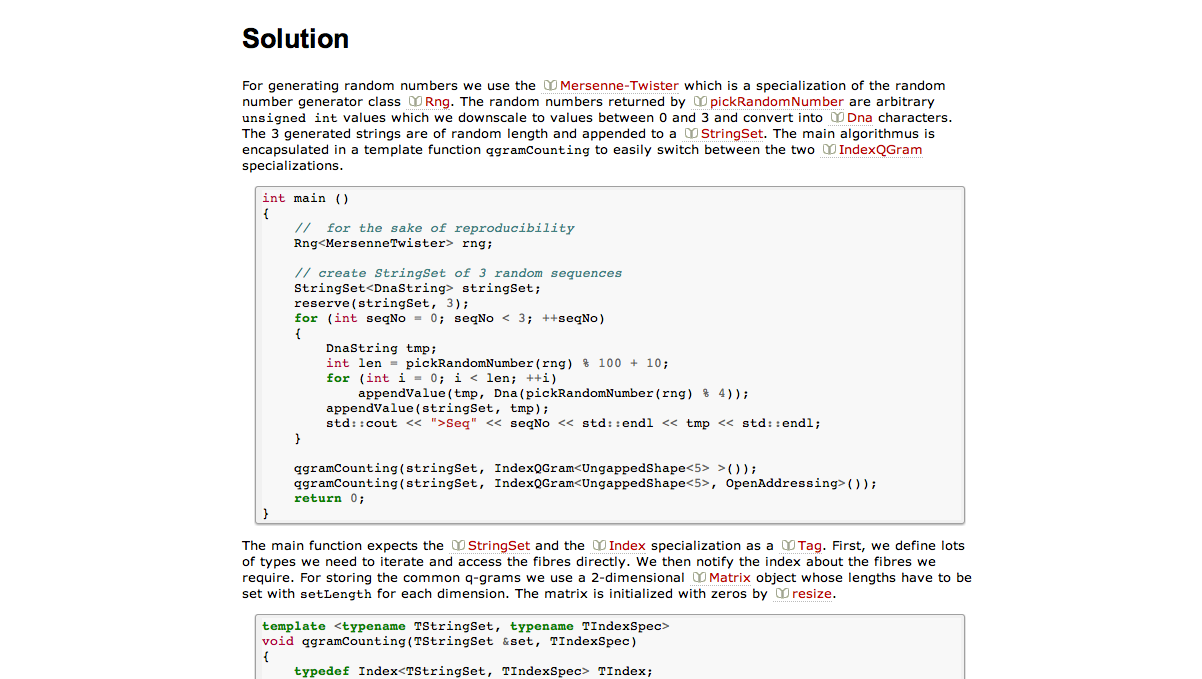 Solution
For generating random numbers we use the Mersenne-Twister which is a specialization of the random
number generator class Rng. The random numbers returned by pickRandomNumber are arbitrary
unsigned int values which we downscale to values between 0 and 3 and convert into Dna characters.
The 3 generated strings are of random length and appended to a StringSet. The main algorithmus is
encapsulated in a template function qgramCounting to easily switch between the two IndexQGram
specializations.
int main ()
{
    //  for the sake of reproducibility
    Rng<MersenneTwister> rng;
    // create StringSet of 3 random sequences
    StringSet<DnaString> stringSet;
    reserve(stringSet, 3);
    for (int seqNo = 0; seqNo < 3; ++seqNo)
    {
        DnaString tmp;
        int len = pickRandomNumber(rng) % 100 + 10;
        for (int i = 0; i < len; ++i)
            appendValue(tmp, Dna(pickRandomNumber(rng) % 4));
        appendValue(stringSet, tmp);
        std::cout << ">Seq" << seqNo << std::endl << tmp << std::endl;
    }
    qgramCounting(stringSet, IndexQGram<UngappedShape<5> >());
    qgramCounting(stringSet, IndexQGram<UngappedShape<5>, OpenAddressing>());
    return 0;
}
The main function expects the StringSet and the Index specialization as a Tag. First, we define lots
of types we need to iterate and access the fibres directly. We then notify the index about the fibres we
require. For storing the common q-grams we use a 2-dimensional Matrix object whose lengths have to be
set with setLength for each dimension. The matrix is initialized with zeros by resize.
template <typename TStringSet, typename TIndexSpec>
void qgramCounting(TStringSet &set, TIndexSpec)
{
    typedef Index<TStringSet, TIndexSpec> TIndex;